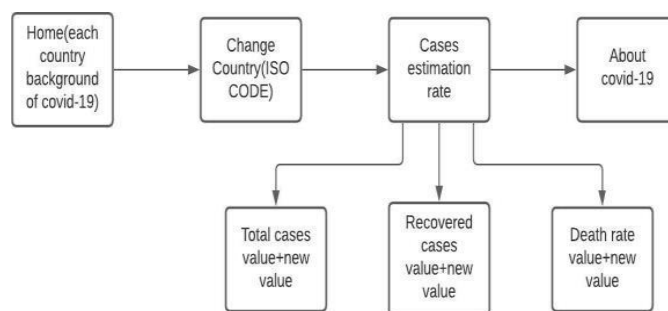 Home(each
country
background
of covid-19)
Change
Country(ISO
CODE)
Cases
estimation
rate
About
covid-19
Total cases
value+new
value
Recovered
cases
value+new
value
Death rate
value+new
value